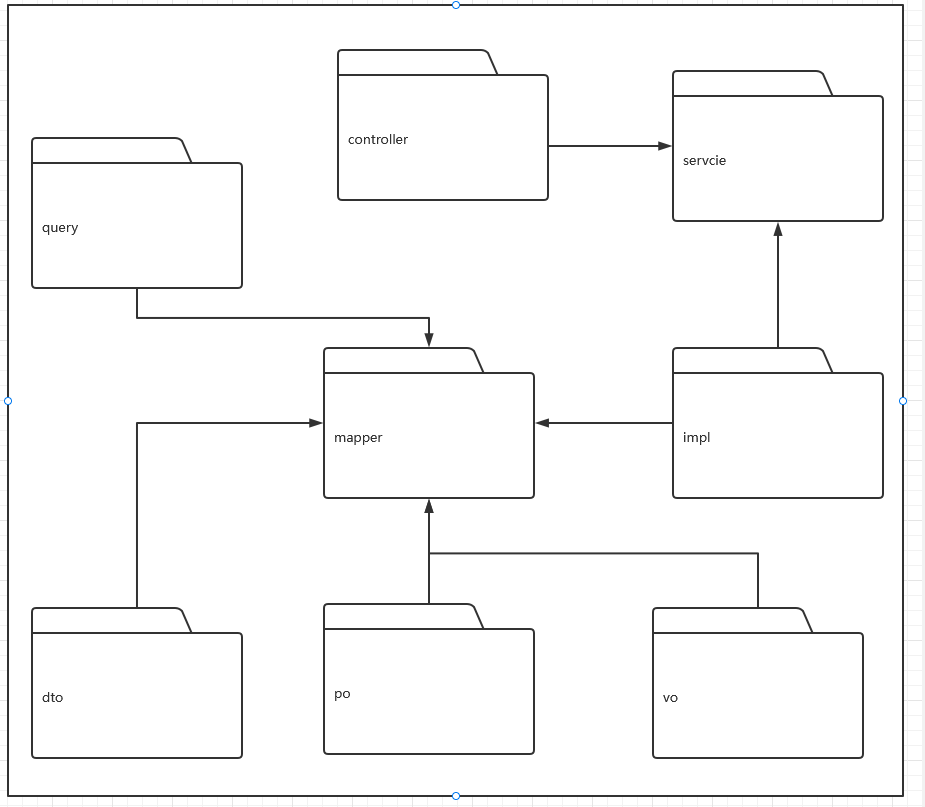 controller
servcie
query
mapper
impl
dto
po
vo